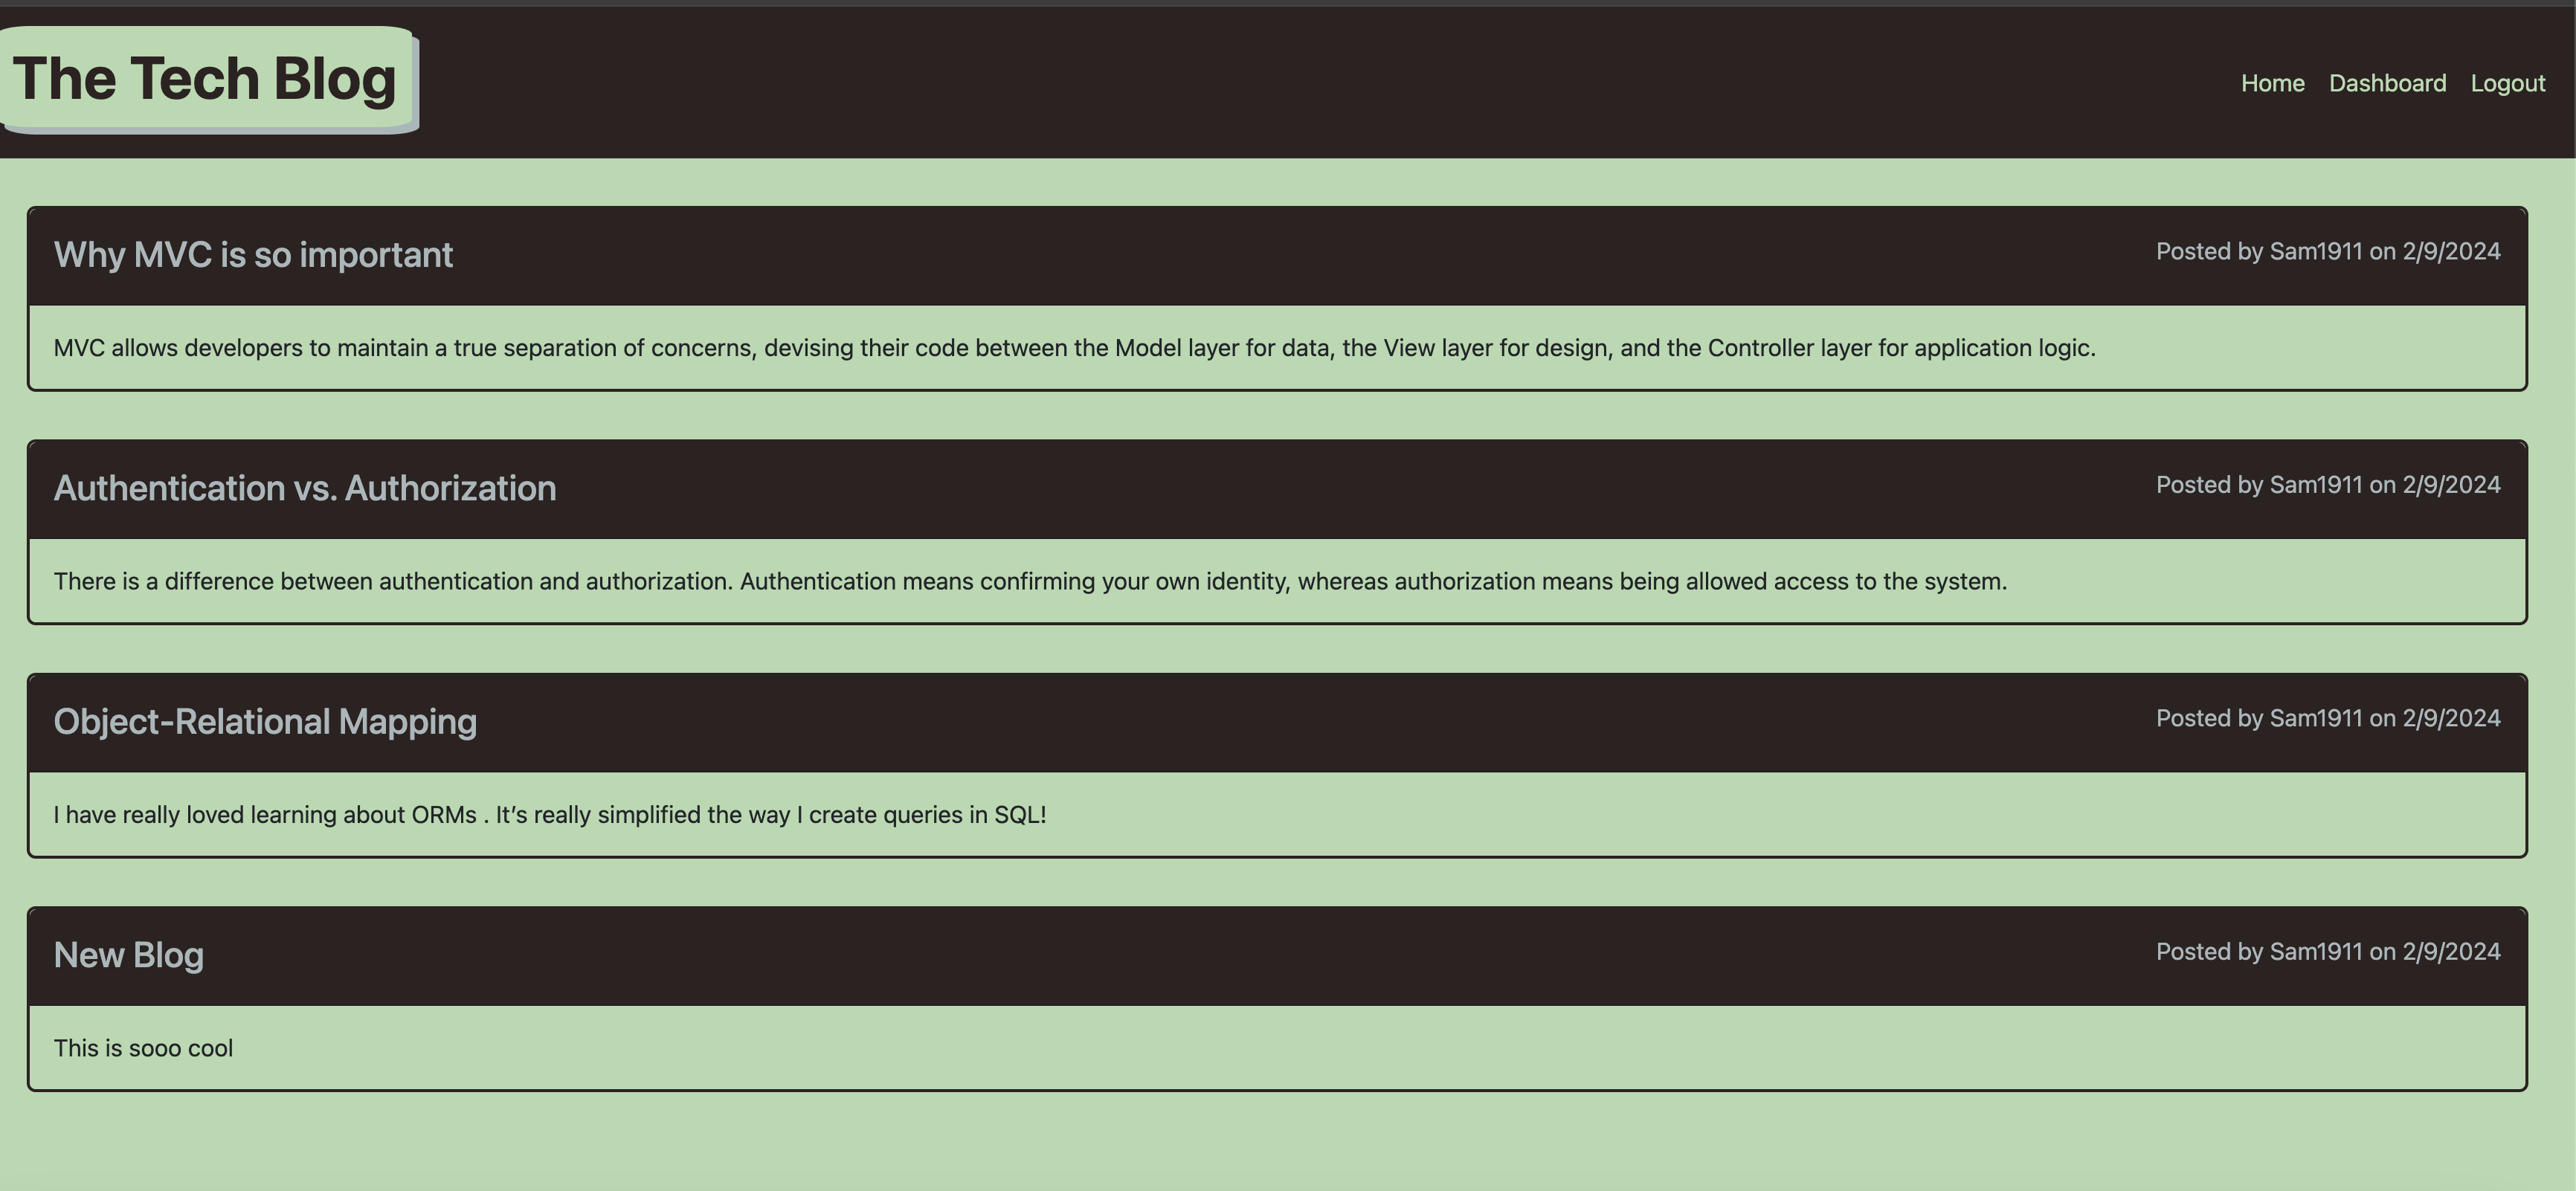 The Tech Blog
Home Dashboard Logout
Why MVC is so important
Posted by Sam1911 on 2/9/2024
MVC allows developers to maintain a true separation of concerns, devising their code between the Model layer for data, the View layer for design, and the Controller layer for application logic.
Authentication vs. Authorization
Posted by Sam1911 on 2/9/2024
There is a difference between authentication and authorization. Authentication means confirming your own identity, whereas authorization means being allowed access to the system.
Object-Relational Mapping
Posted by Sam1911 on 2/9/2024
I have really loved learning about ORMs . It’s really simplified the way I create queries in SQL!
New Blog
Posted by Sam1911 on 2/9/2024
This is sooo cool